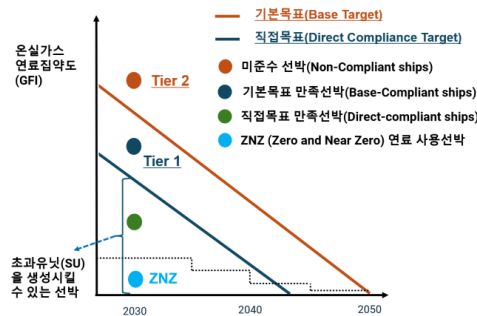 기본목표(Base Target)
직접목표(Direct Compliance Target)
미준수 선박(Non-Compliant ships)
기본목표 만족선박(Base-Compliant ships)
직접목표 만족선박(Direct-compliant ships)
ZNZ (Zero and Near Zero) 연료 사용선박
온실가스
연료집약도
(GFI)
Tier 2
Tier 1
ZNZ
초과유닛(SU)
을 생성시킬
수 있는 선박
2030
2040
2050